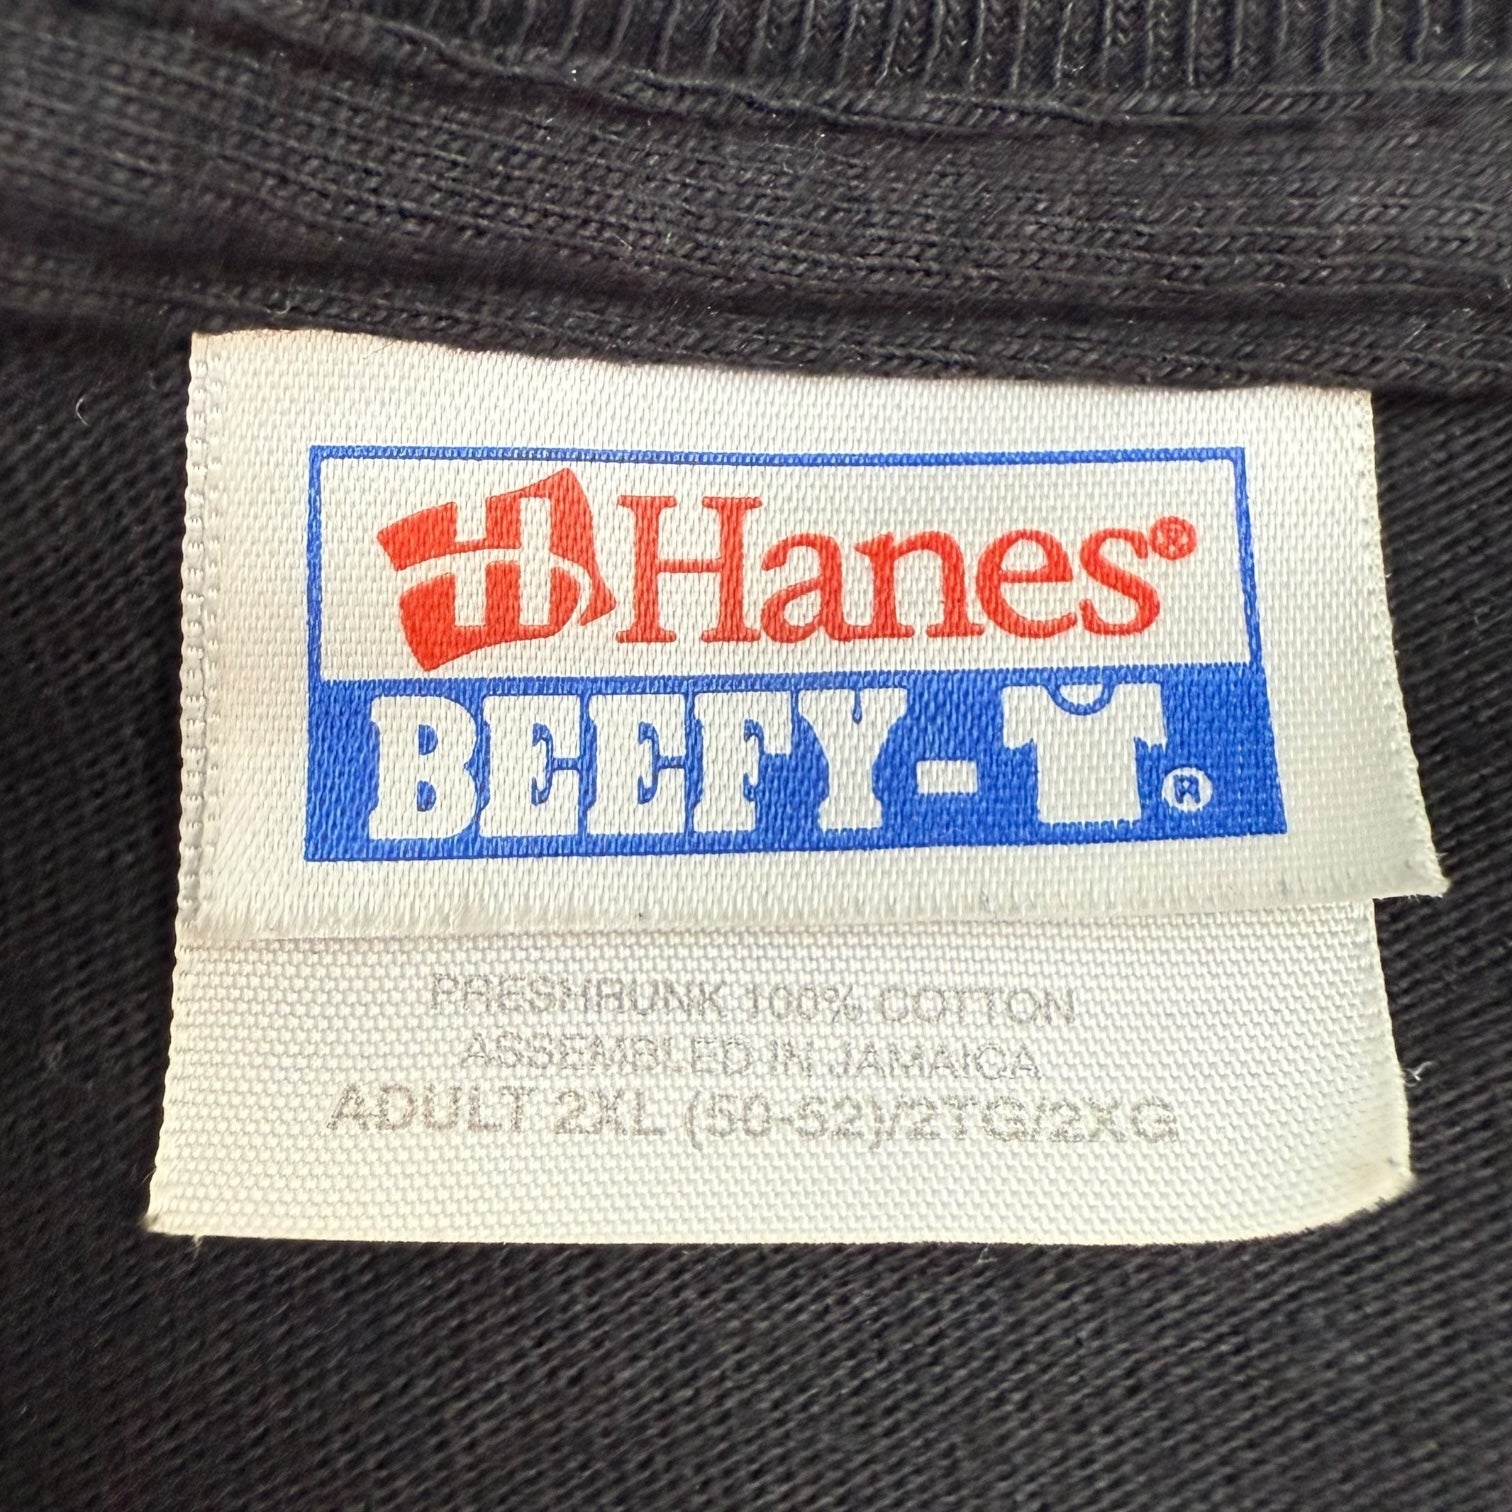 Hanes®
BEEFY-T®
PRESHRUNK 100% COTTON
ASSEMBLED IN JAMAICA
ADULT 2XL (50-52)/2TG/2XG